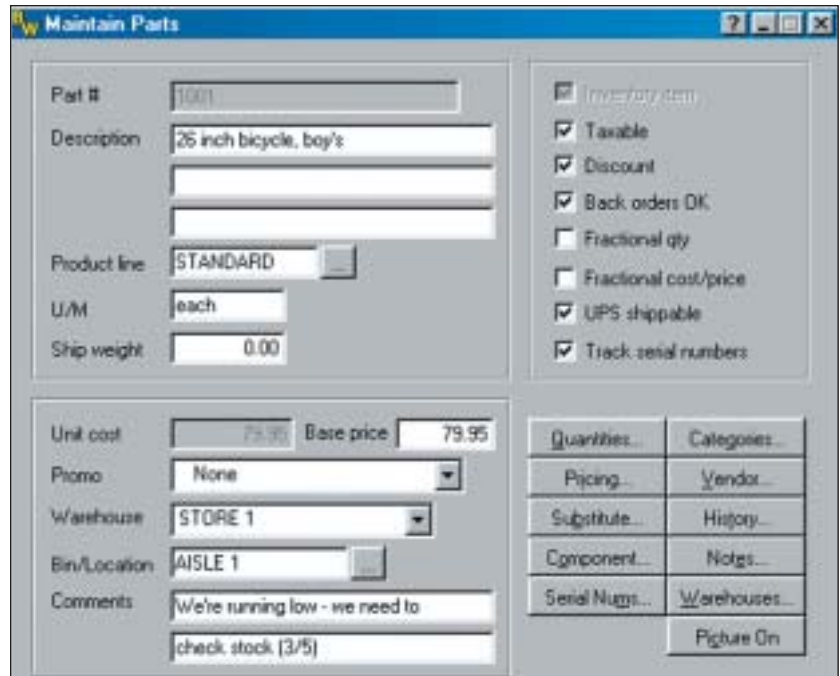 BW Maintain Parts
Part # 1001
Description 26 inch bicycle, boy's
Product line STANDARD ...
U/M each
Ship weight 0.00
Inventory item
Taxable
Discount
Back orders OK
Fractional qty
Fractional cost/price
UPS shippable
Track serial numbers
Unit cost 79.95 Base price 79.95
Promo None
Warehouse STORE 1
Bin/Location AISLE 1 ...
Comments We're running low - we need to
check stock (3/5)
Quantities... Categories...
Pricing... Vendor...
Substitute... History...
Component... Notes...
Serial Nums... Warehouses...
Picture On